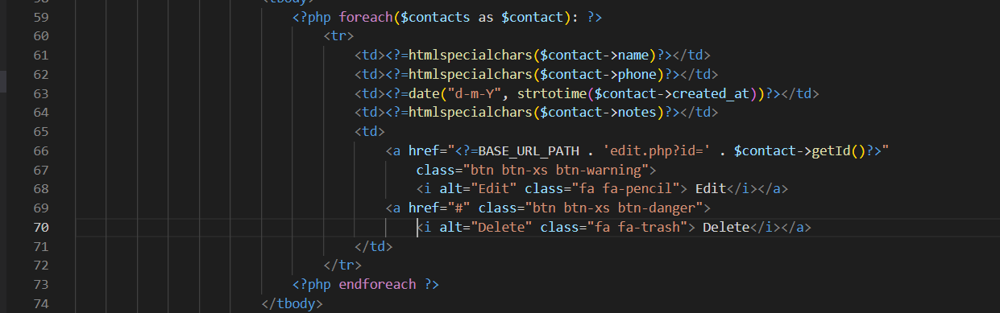 58 <tbody>
59 <?php foreach($contacts as $contact): ?>
60 <tr>
61 <td><?=htmlspecialchars($contact->name)?></td>
62 <td><?=htmlspecialchars($contact->phone)?></td>
63 <td><?=date("d-m-Y", strtotime($contact->created_at))?></td>
64 <td><?=htmlspecialchars($contact->notes)?></td>
65 <td>
66 <a href="<?=BASE_URL_PATH . 'edit.php?id=' . $contact->getId()?>"
67 class="btn btn-xs btn-warning">
68 <i alt="Edit" class="fa fa-pencil"> Edit</i></a>
69 <a href="#" class="btn btn-xs btn-danger">
70 <i alt="Delete" class="fa fa-trash"> Delete</i></a>
71 </td>
72 </tr>
73 <?php endforeach ?>
74 </tbody>